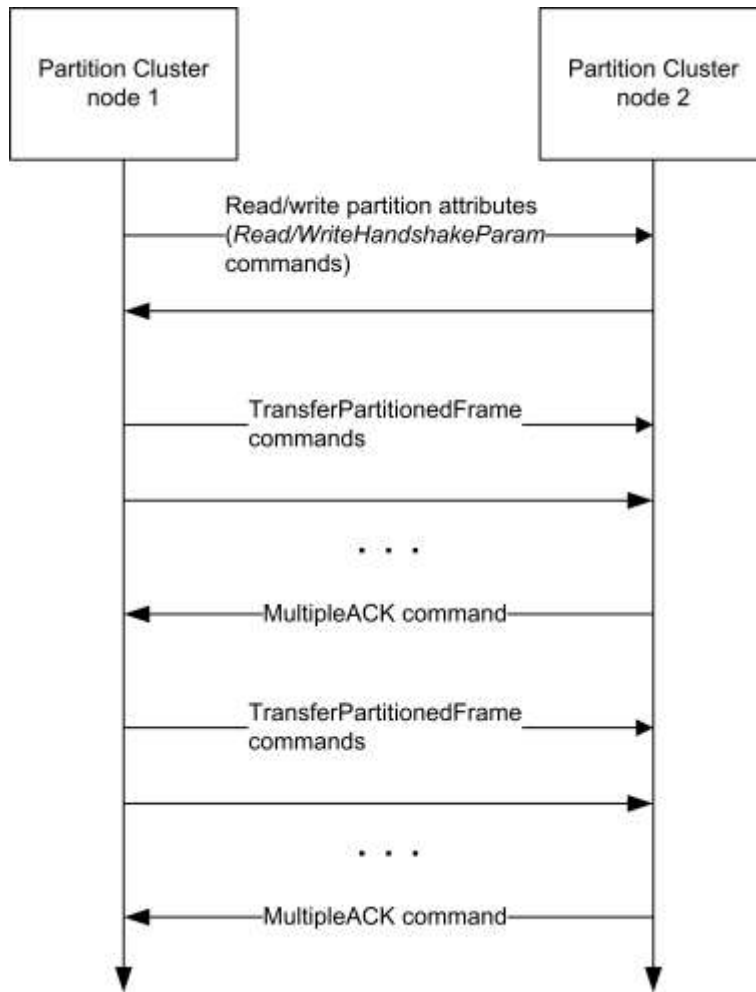 Partition Cluster
node 1
Partition Cluster
node 2
Read/write partition attributes
(Read/WriteHandshakeParam
commands)
TransferPartitionedFrame
commands
. . .
MultipleACK command
TransferPartitionedFrame
commands
. . .
MultipleACK command